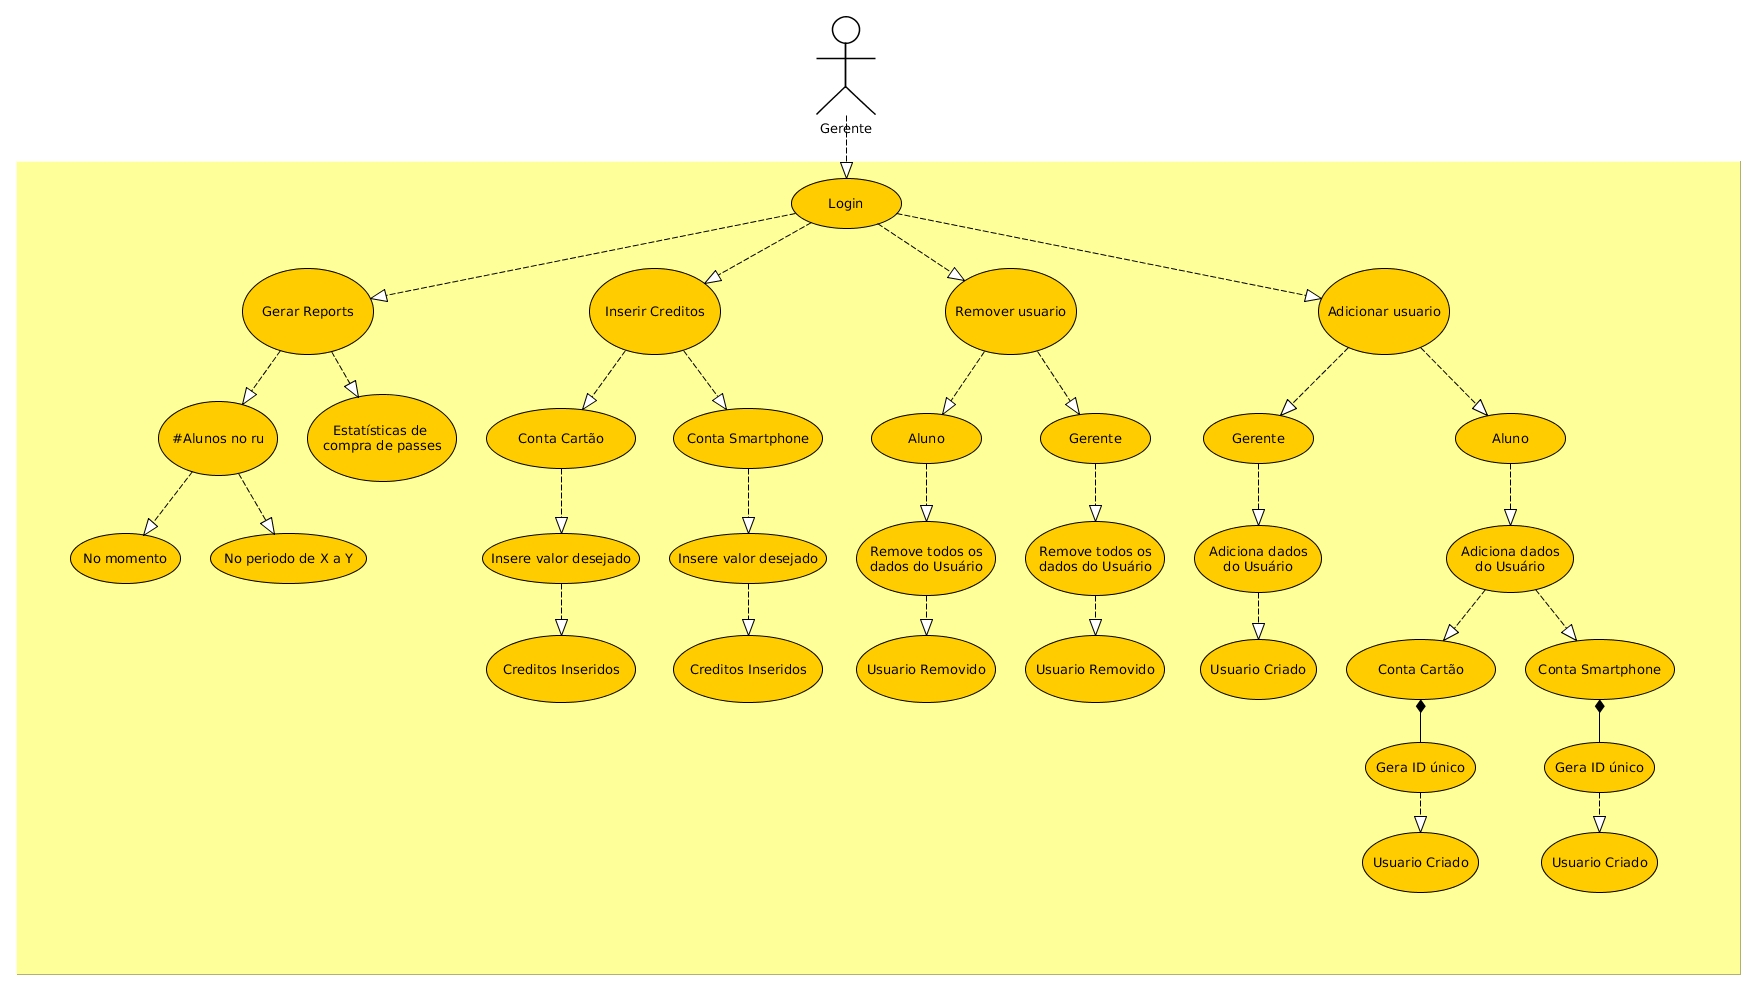 Gerente
Login
Gerar Reports
Inserir Creditos
Remover usuario
Adicionar usuario
#Alunos no ru
Estatísticas de
compra de passes
Conta Cartão
Conta Smartphone
Aluno
Gerente
Gerente
Aluno
No momento
No periodo de X a Y
Insere valor desejado
Insere valor desejado
Remove todos os
dados do Usuário
Remove todos os
dados do Usuário
Adiciona dados
do Usuário
Adiciona dados
do Usuário
Creditos Inseridos
Creditos Inseridos
Usuario Removido
Usuario Removido
Usuario Criado
Conta Cartão
Conta Smartphone
Gera ID único
Gera ID único
Usuario Criado
Usuario Criado